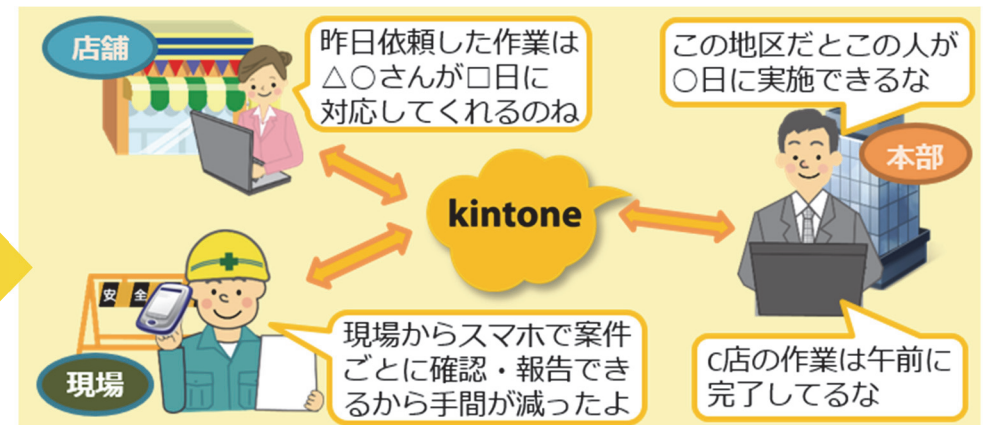 店舗
昨日依頼した作業は
△○さんが□日に
対応してくれるのね
この地区だとこの人が
○日に実施できるな
本部
kintone
安 全
現場
現場からスマホで案件
ごとに確認・報告でき
るから手間が減ったよ
C店の作業は午前に
完了してるな